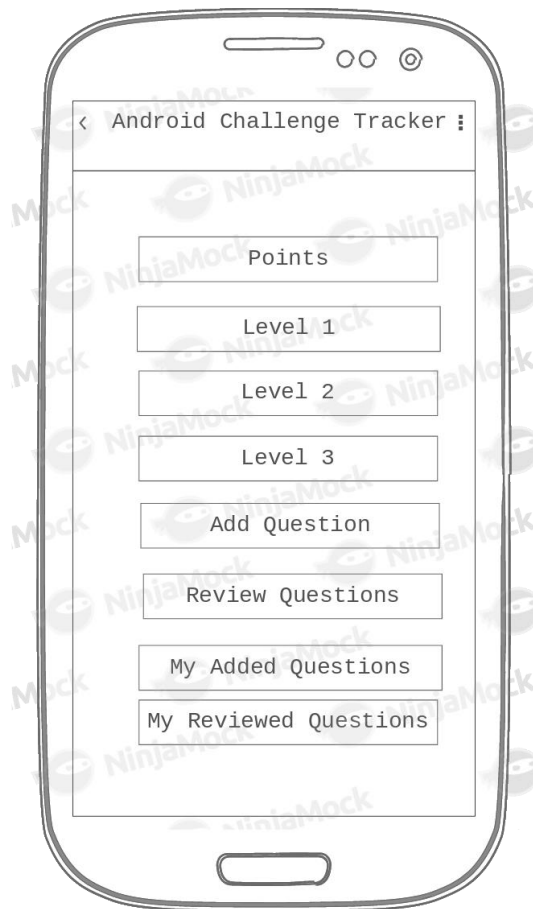 Android Challenge Tracker
Points
Level 1
Level 2
Level 3
Add Question
Review Questions
My Added Questions
My Reviewed Questions
NinjaMock